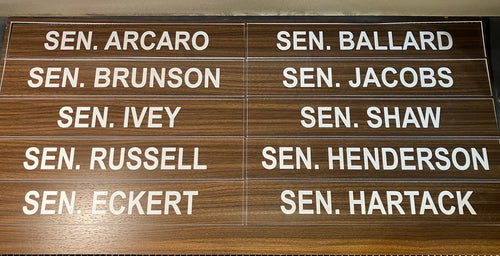 SEN. ARCARO
SEN. BALLARD
SEN. BRUNSON
SEN. JACOBS
SEN. IVEY
SEN. SHAW
SEN. RUSSELL
SEN. HENDERSON
SEN. ECKERT
SEN. HARTACK